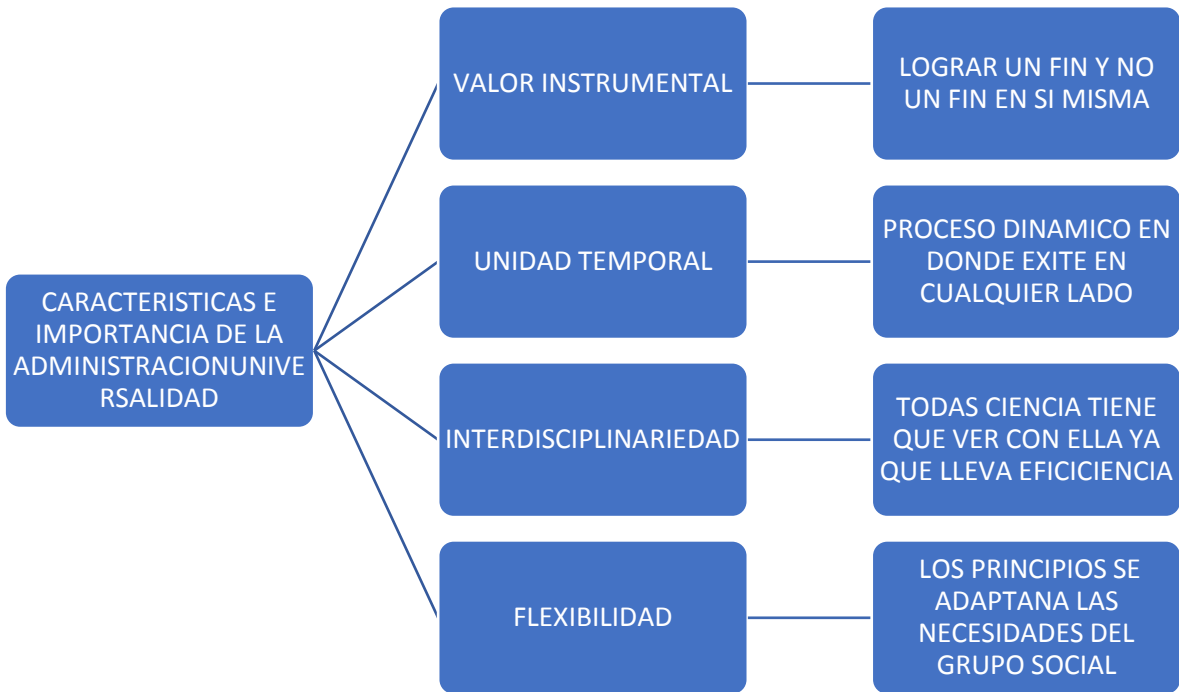 CARACTERISTICAS E
IMPORTANCIA DE LA
ADMINISTRACIONUNIVE
RSALIDAD
VALOR INSTRUMENTAL
LOGRAR UN FIN Y NO
UN FIN EN SI MISMA
UNIDAD TEMPORAL
PROCESO DINAMICO EN
DONDE EXITE EN
CUALQUIER LADO
INTERDISCIPLINARIEDAD
TODAS CIENCIA TIENE
QUE VER CON ELLA YA
QUE LLEVA EFICICIENCIA
FLEXIBILIDAD
LOS PRINCIPIOS SE
ADAPTANA LAS
NECESIDADES DEL
GRUPO SOCIAL